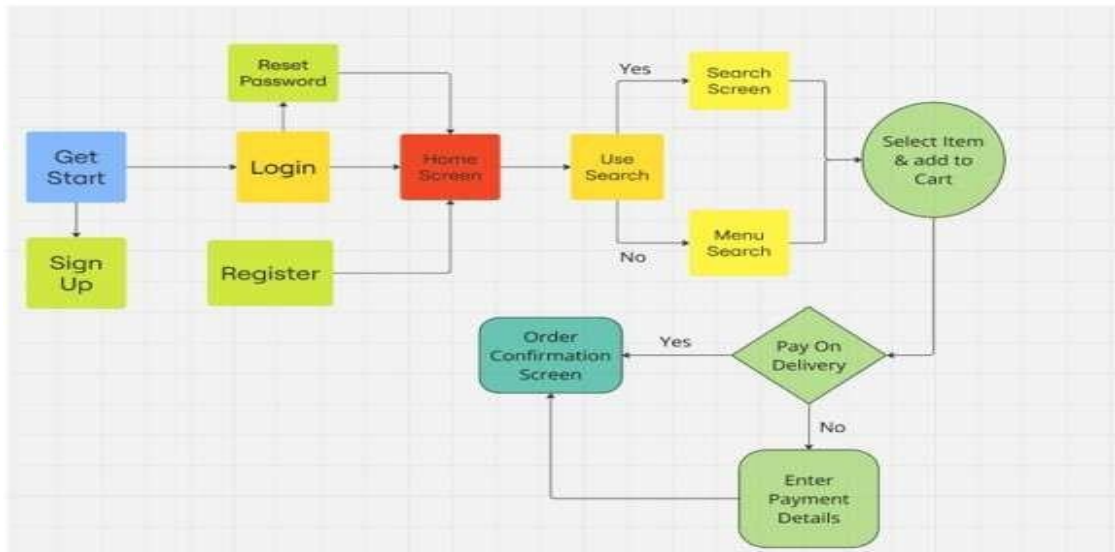 Reset
Password
Get
Start
Login
Home
Screen
Use
Search
Yes
Search
Screen
No
Menu
Search
Select Item
& add to
Cart
Sign
Up
Register
Order
Confirmation
Screen
Yes
Pay On
Delivery
No
Enter
Payment
Details